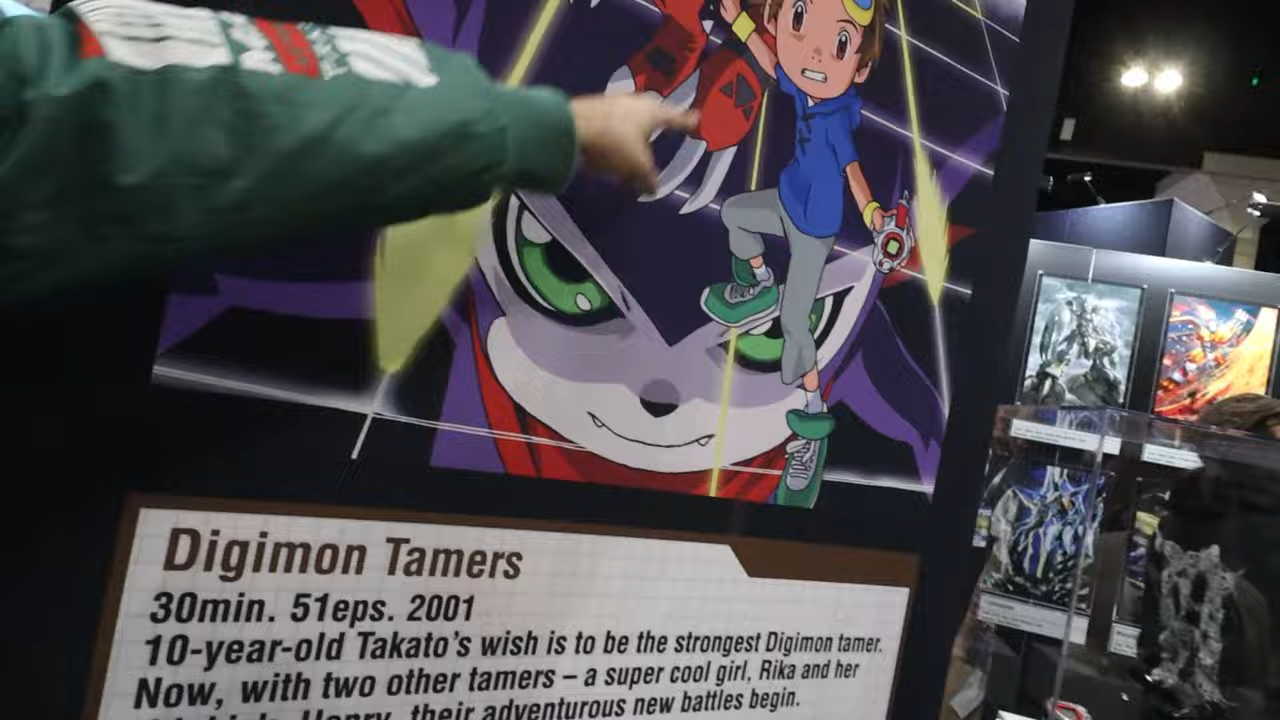 Digimon Tamers
30min. 51eps. 2001
10-year-old Takato's wish is to be the strongest Digimon tamer.
Now, with two other tamers – a super cool girl, Rika and her
Henry, their adventurous new battles begin.